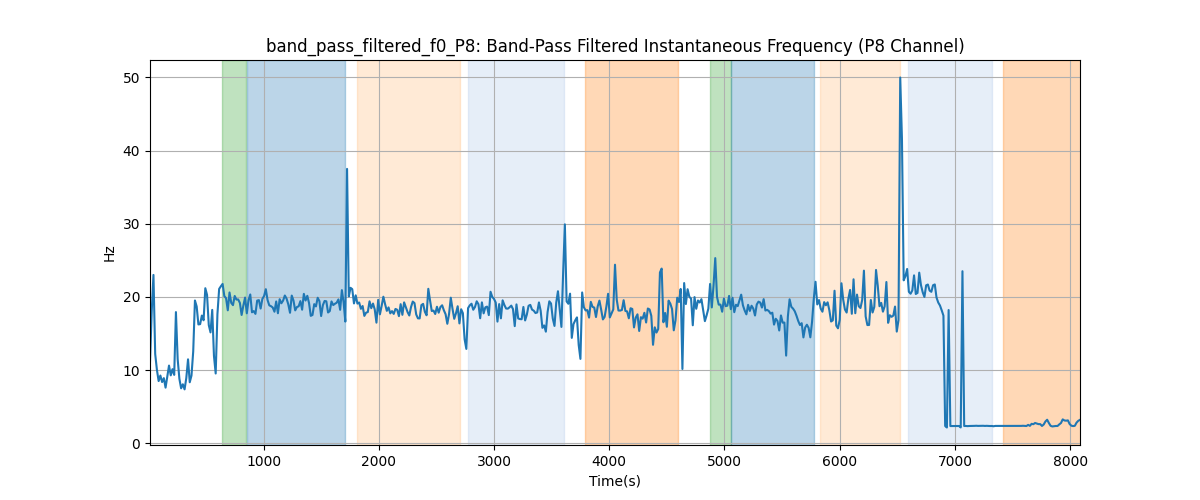 band_pass_filtered_f0_P8: Band-Pass Filtered Instantaneous Frequency (P8 Channel)
50
40
30
20
10
0
Hz
1000 2000 3000 4000 5000 6000 7000 8000
Time(s)